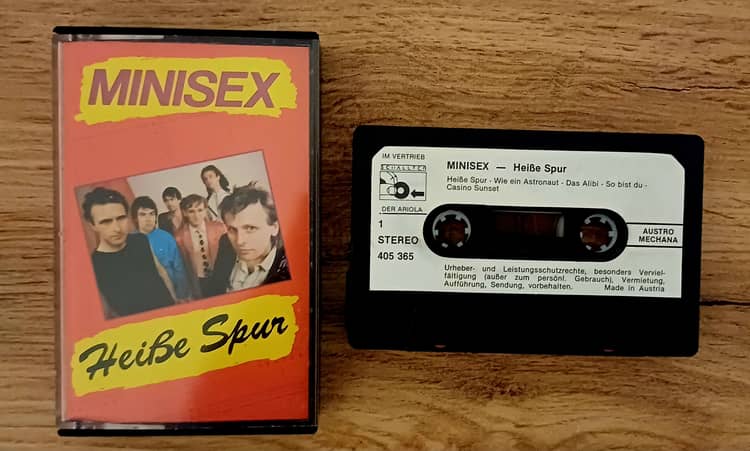 MINISEX
Heiße Spur
IM VERTRIEB
SCHALLTER
DER ARIOLA
1
STEREO
405 365
MINISEX — Heiße Spur
Heiße Spur - Wie ein Astronaut - Das Alibi - So bist du -
Casino Sunset
AUSTRO
MECHANA
Urheber- und Leistungsschutzrechte, besonders Verviel-
fältigung (außer zum persönl. Gebrauch), Vermietung,
Aufführung, Sendung, vorbehalten. Made in Austria